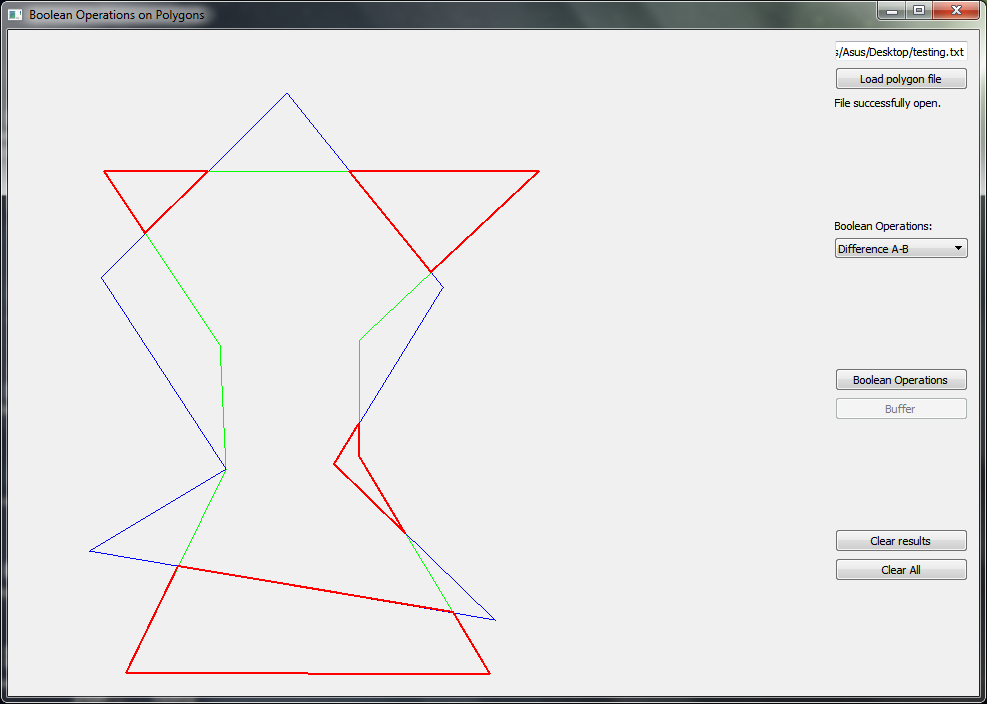 Boolean Operations on Polygons
s/Asus/Desktop/testing.txt
Load polygon file
File successfully open.
Boolean Operations:
Difference A-B
Boolean Operations
Buffer
Clear results
Clear All